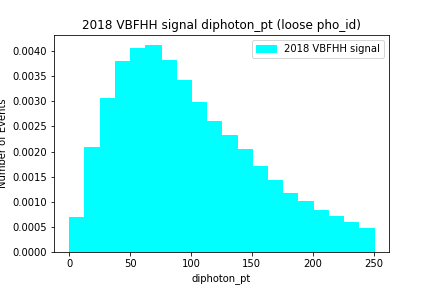 2018 VBFHH signal diphoton_pt (loose pho_id)
2018 VBFHH signal
Number of Events
0.0040
0.0035
0.0030
0.0025
0.0020
0.0015
0.0010
0.0005
0.0000
0 50 100 150 200 250
diphoton_pt